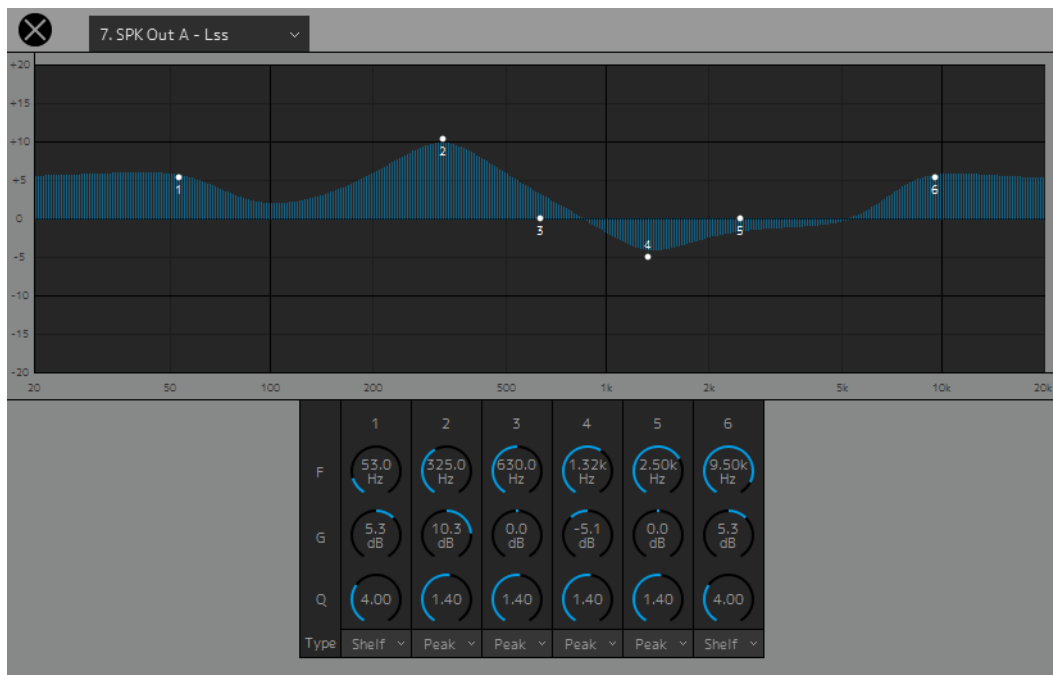 7. SPK Out A - Lss
+20
+15
+10
+5
0
-5
-10
-15
-20
1
2
3
4
5
6
20 50 100 200 500 1k 2k 5k 10k 20k
1 2 3 4 5 6
F 53.0 Hz 325.0 Hz 630.0 Hz 1.32k Hz 2.50k Hz 9.50k Hz
G 5.3 dB 10.3 dB 0.0 dB -5.1 dB 0.0 dB 5.3 dB
Q 4.00 1.40 1.40 1.40 1.40 4.00
Type Shelf Peak Peak Peak Peak Shelf